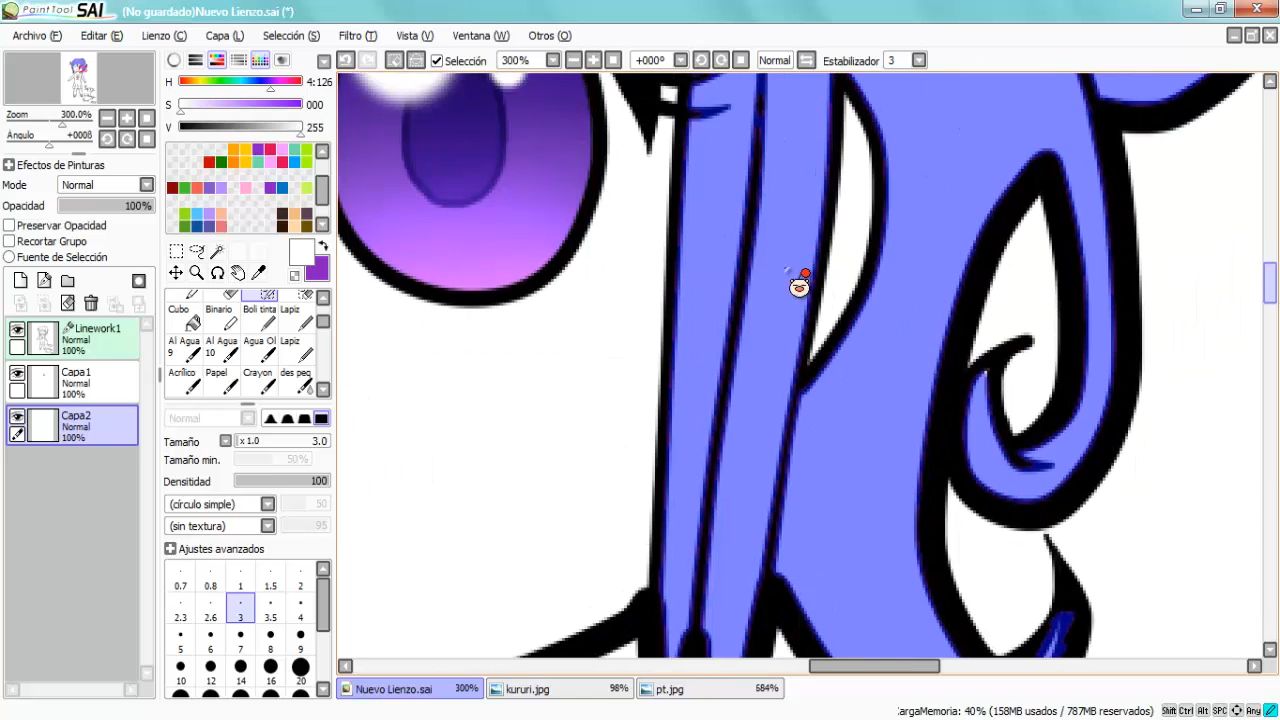 PaintTool SAI (No guardado)Nuevo Lienzo.sai (*)
Archivo (F) Editar (E) Lienzo (C) Capa (L) Selección (S) Filtro (T) Vista (V) Ventana (W) Otros (O)
Selección 300% +000º Normal Estabilizador 3
Zoom 300.0%
Ángulo +000ß
H 4:126
S 000
V 255
Efectos de Pinturas
Modo Normal
Opacidad 100%
Preservar Opacidad
Recortar Grupo
Fuente de Selección
Linework1
Normal
100%
Capa1
Normal
100%
Capa2
Normal
100%
Cubo Binario Boli tinta Lapiz
Al Agua 9 Al Agua 10 Agua Ol Lapiz
Acrílico Papel Crayon des peq
Normal
Tamaño x 1.0 3.0
Tamaño min. 50%
Densitidad 100
(círculo simple) 50
(sin textura) 95
Ajustes avanzados
0.7 0.8 1 1.5 2
2.3 2.6 3 3.5 4
5 6 7 8 9
10 12 14 16 20
Nuevo Lienzo.sai 300% kururi.jpg 98% pt.jpg 684%
argaMemoria: 40% (158MB usados / 787MB reservados) Shift Ctrl Alt SPC Any